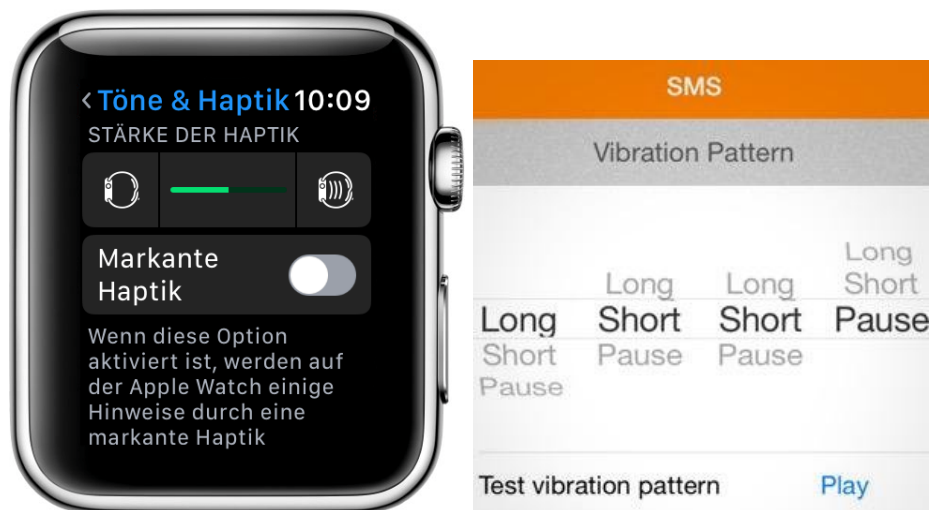 < Töne & Haptik 10:09
STÄRKE DER HAPTIK
Markante
Haptik
Wenn diese Option
aktiviert ist, werden auf
der Apple Watch einige
Hinweise durch eine
markante Haptik
SMS
Vibration Pattern
Long
Long Long Short
Long Short Short Pause
Short Pause Pause
Pause
Test vibration pattern Play